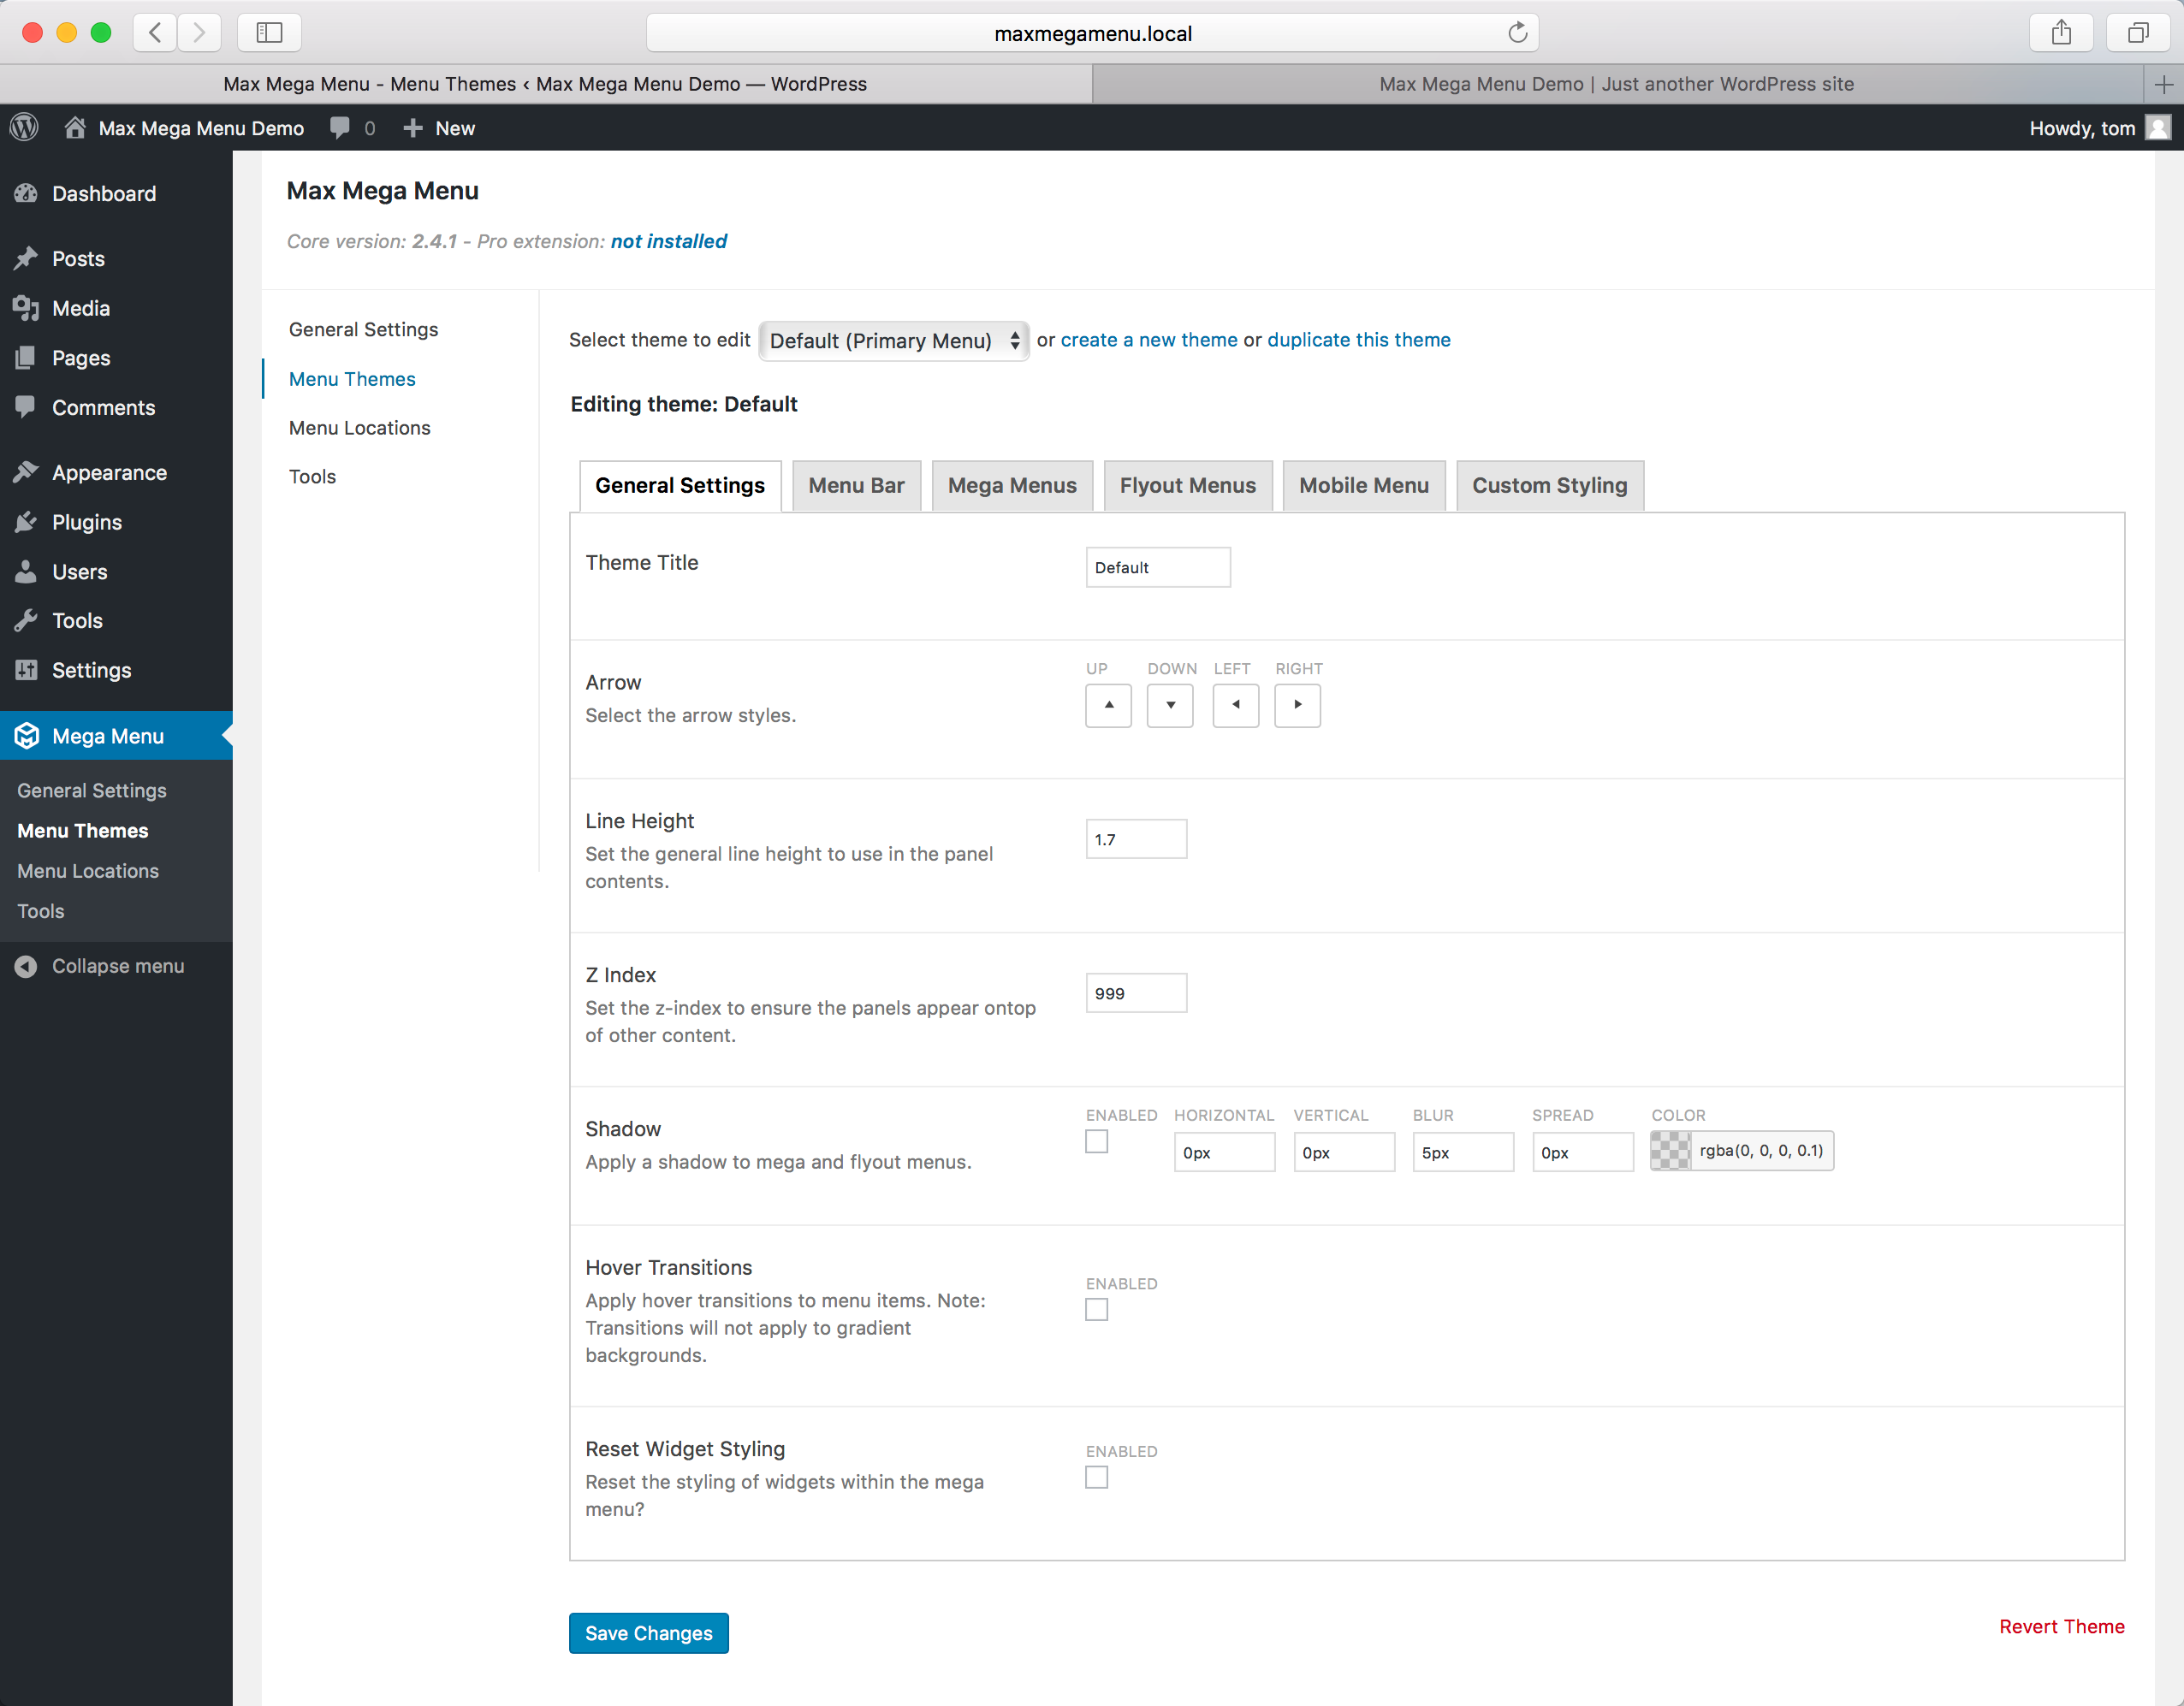 maxmegamenu.local
Max Mega Menu - Menu Themes ‹ Max Mega Menu Demo — WordPress
Max Mega Menu Demo | Just another WordPress site
Max Mega Menu Demo 0 New
Howdy, tom
Dashboard
Posts
Media
Pages
Comments
Appearance
Plugins
Users
Tools
Settings
Mega Menu
General Settings
Menu Themes
Menu Locations
Tools
Collapse menu
Max Mega Menu
Core version: 2.4.1 - Pro extension: not installed
General Settings
Menu Themes
Menu Locations
Tools
Select theme to edit Default (Primary Menu) or create a new theme or duplicate this theme
Editing theme: Default
General Settings Menu Bar Mega Menus Flyout Menus Mobile Menu Custom Styling
Theme Title
Default
Arrow
Select the arrow styles.
UP DOWN LEFT RIGHT
Line Height
Set the general line height to use in the panel
contents.
1.7
Z Index
Set the z-index to ensure the panels appear ontop
of other content.
999
Shadow
Apply a shadow to mega and flyout menus.
ENABLED HORIZONTAL VERTICAL BLUR SPREAD COLOR
0px 0px 5px 0px rgba(0, 0, 0, 0.1)
Hover Transitions
Apply hover transitions to menu items. Note:
Transitions will not apply to gradient
backgrounds.
ENABLED
Reset Widget Styling
Reset the styling of widgets within the mega
menu?
ENABLED
Save Changes
Revert Theme